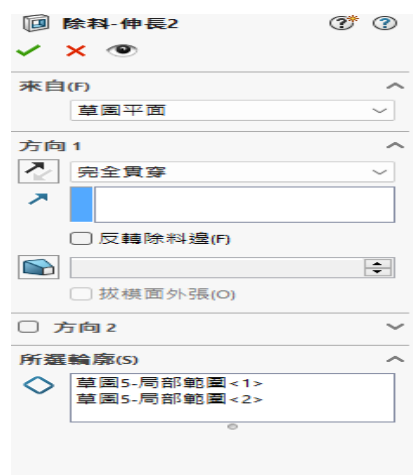 除料-伸長2
來自(F)
草圖平面
方向 1
完全貫穿
反轉除料邊(F)
拔模面外張(O)
方向 2
所選輪廓(S)
草圖5-局部範圍<1>
草圖5-局部範圍<2>